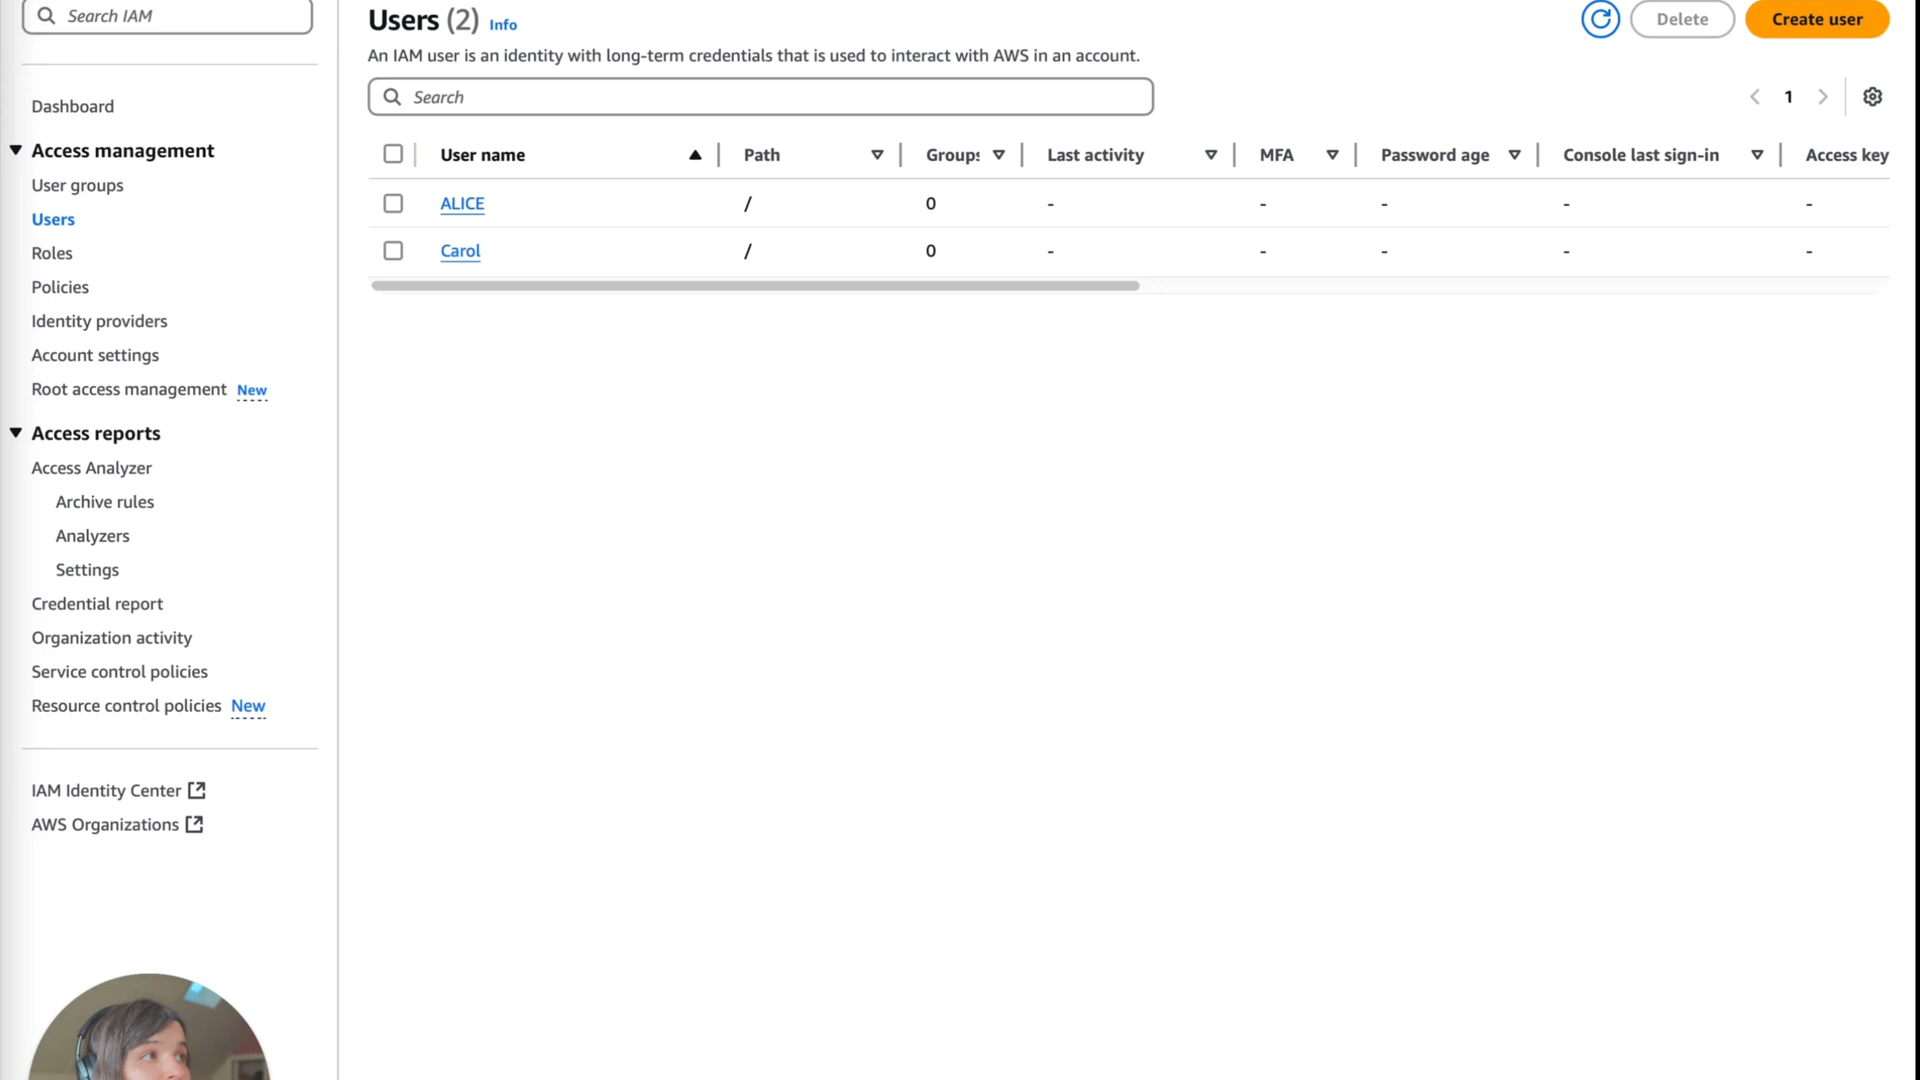 Search IAM
Dashboard
Access management
User groups
Users
Roles
Policies
Identity providers
Account settings
Root access management New
Access reports
Access Analyzer
Archive rules
Analyzers
Settings
Credential report
Organization activity
Service control policies
Resource control policies New
IAM Identity Center
AWS Organizations
Users (2) Info
Delete
Create user
An IAM user is an identity with long-term credentials that is used to interact with AWS in an account.
Search
1
User name Path Groups Last activity MFA Password age Console last sign-in Access key
ALICE / 0 - - - - -
Carol / 0 - - - - -